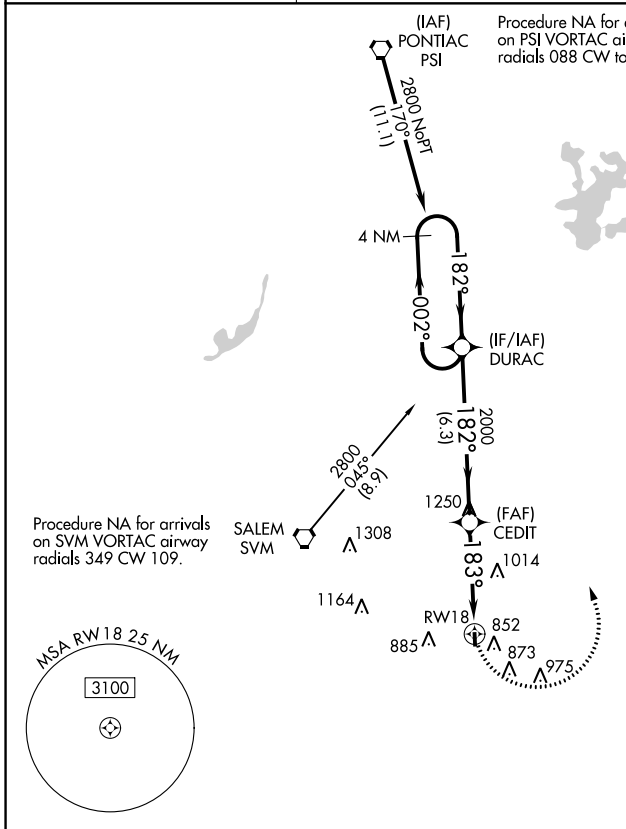 (IAF)
PONTIAC
PSI
Procedure NA for
on PSI VORTAC
radials 088 CW to
2800 NoPT
170°
(11.1)
4 NM
182°
002°
(IF/IAF)
DURAC
2000
182°
(6.3)
2800
045°
(8.9)
1250
(FAF)
CEDIT
Procedure NA for arrivals
on SVM VORTAC airway
radials 349 CW 109.
SALEM
SVM
1308
183°
1014
1164
RW18
852
885
873
975
MSA RW18 25 NM
3100